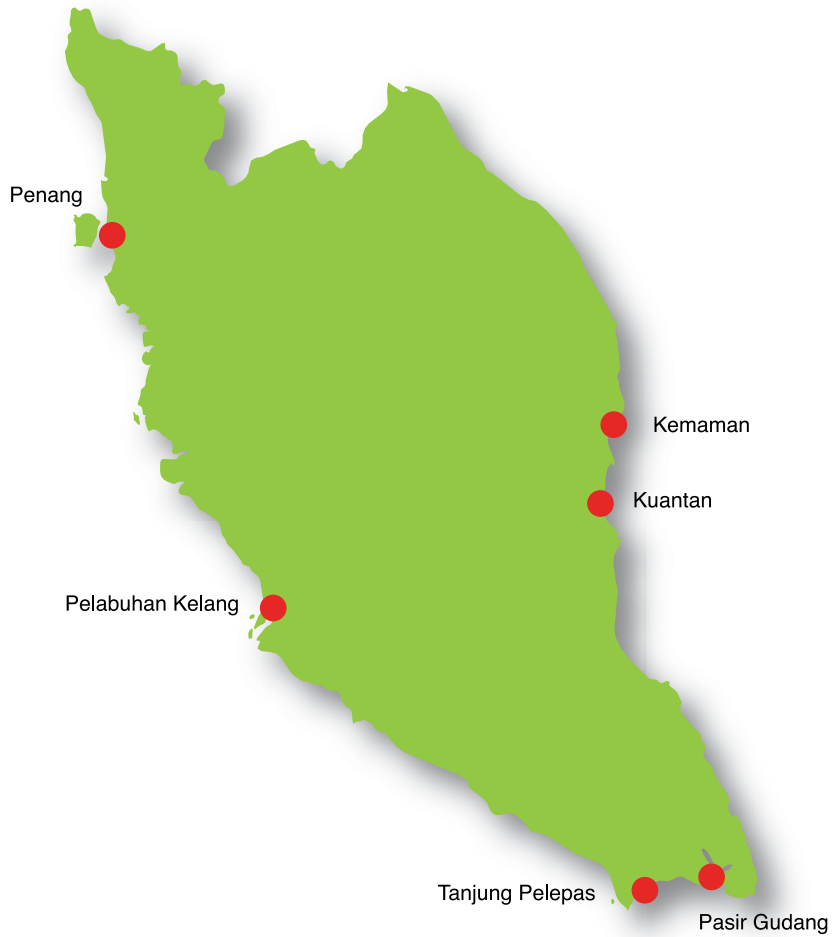 Penang
Kemaman
Kuantan
Pelabuhan Kelang
Tanjung Pelepas
Pasir Gudang